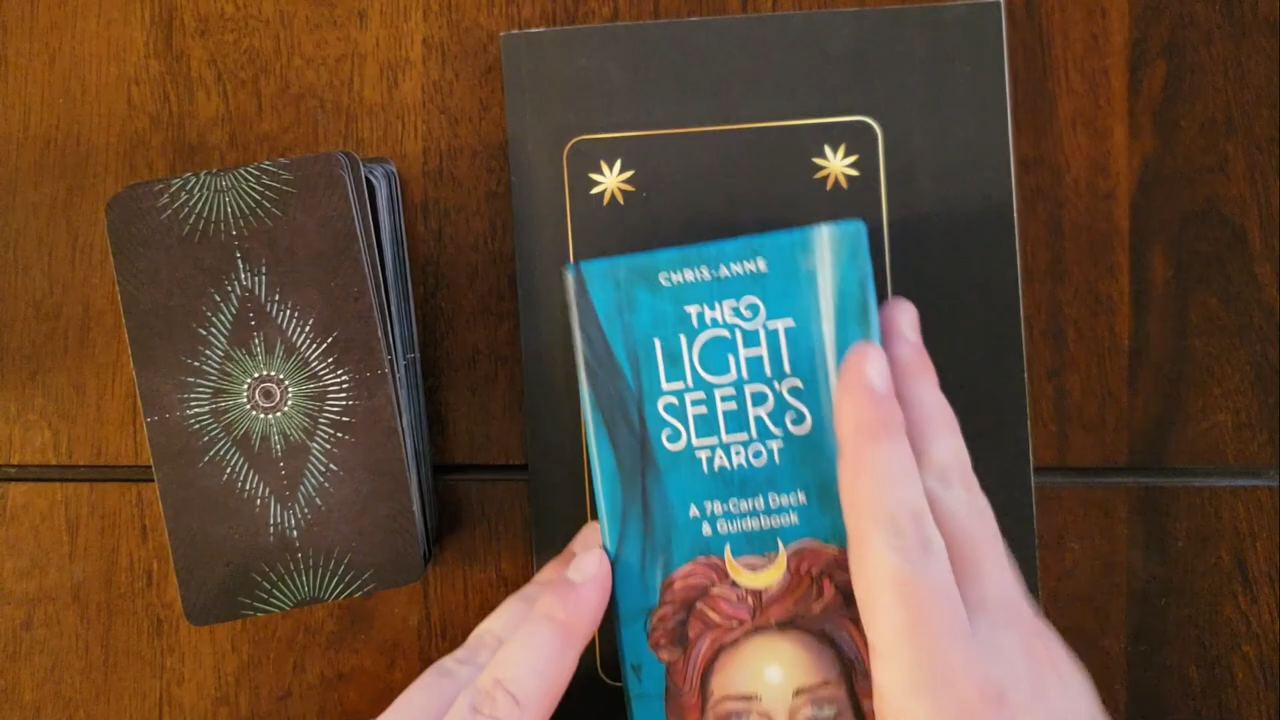 CHRIS-ANNE
THE
LIGHT
SEER'S
TAROT
A 78-Card Deck
& Guidebook